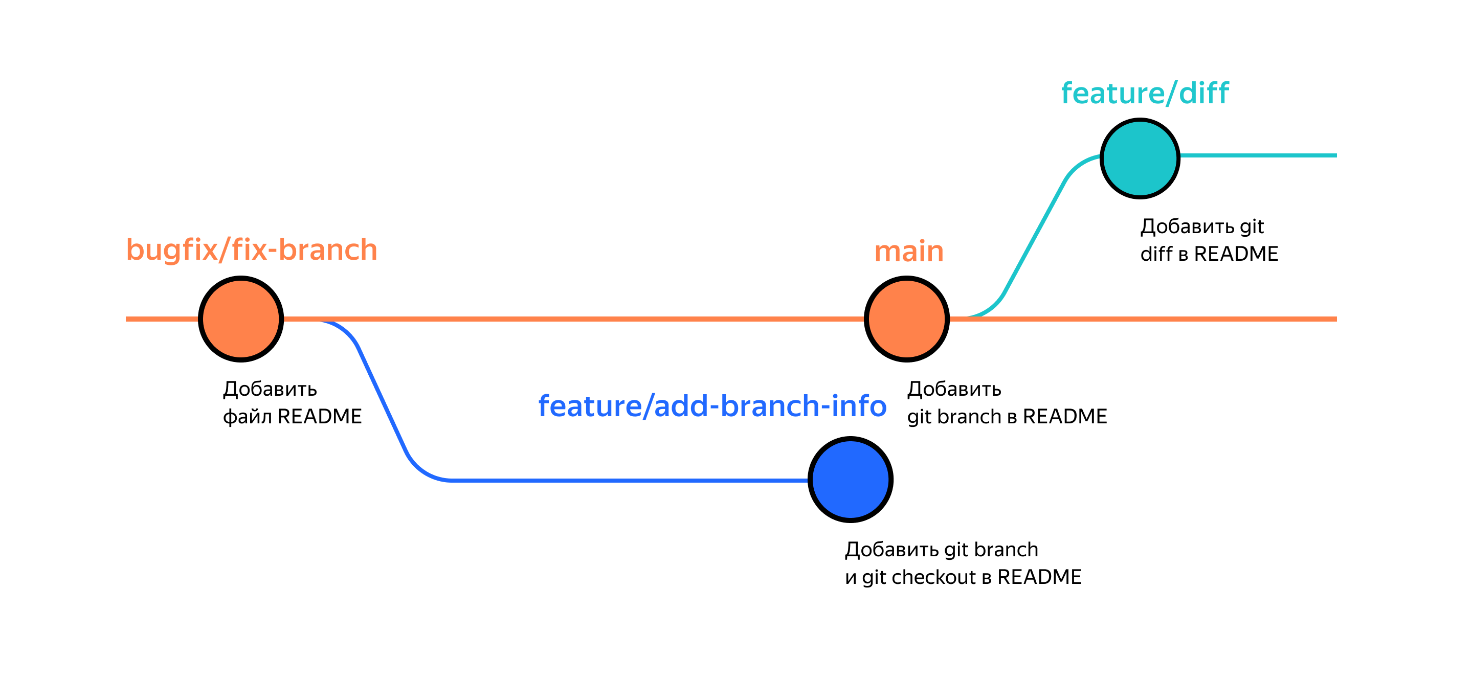 feature/diff
Добавить git
diff в README
bugfix/fix-branch
main
Добавить
файл README
Добавить
git branch в README
feature/add-branch-info
Добавить git branch
и git checkout в README